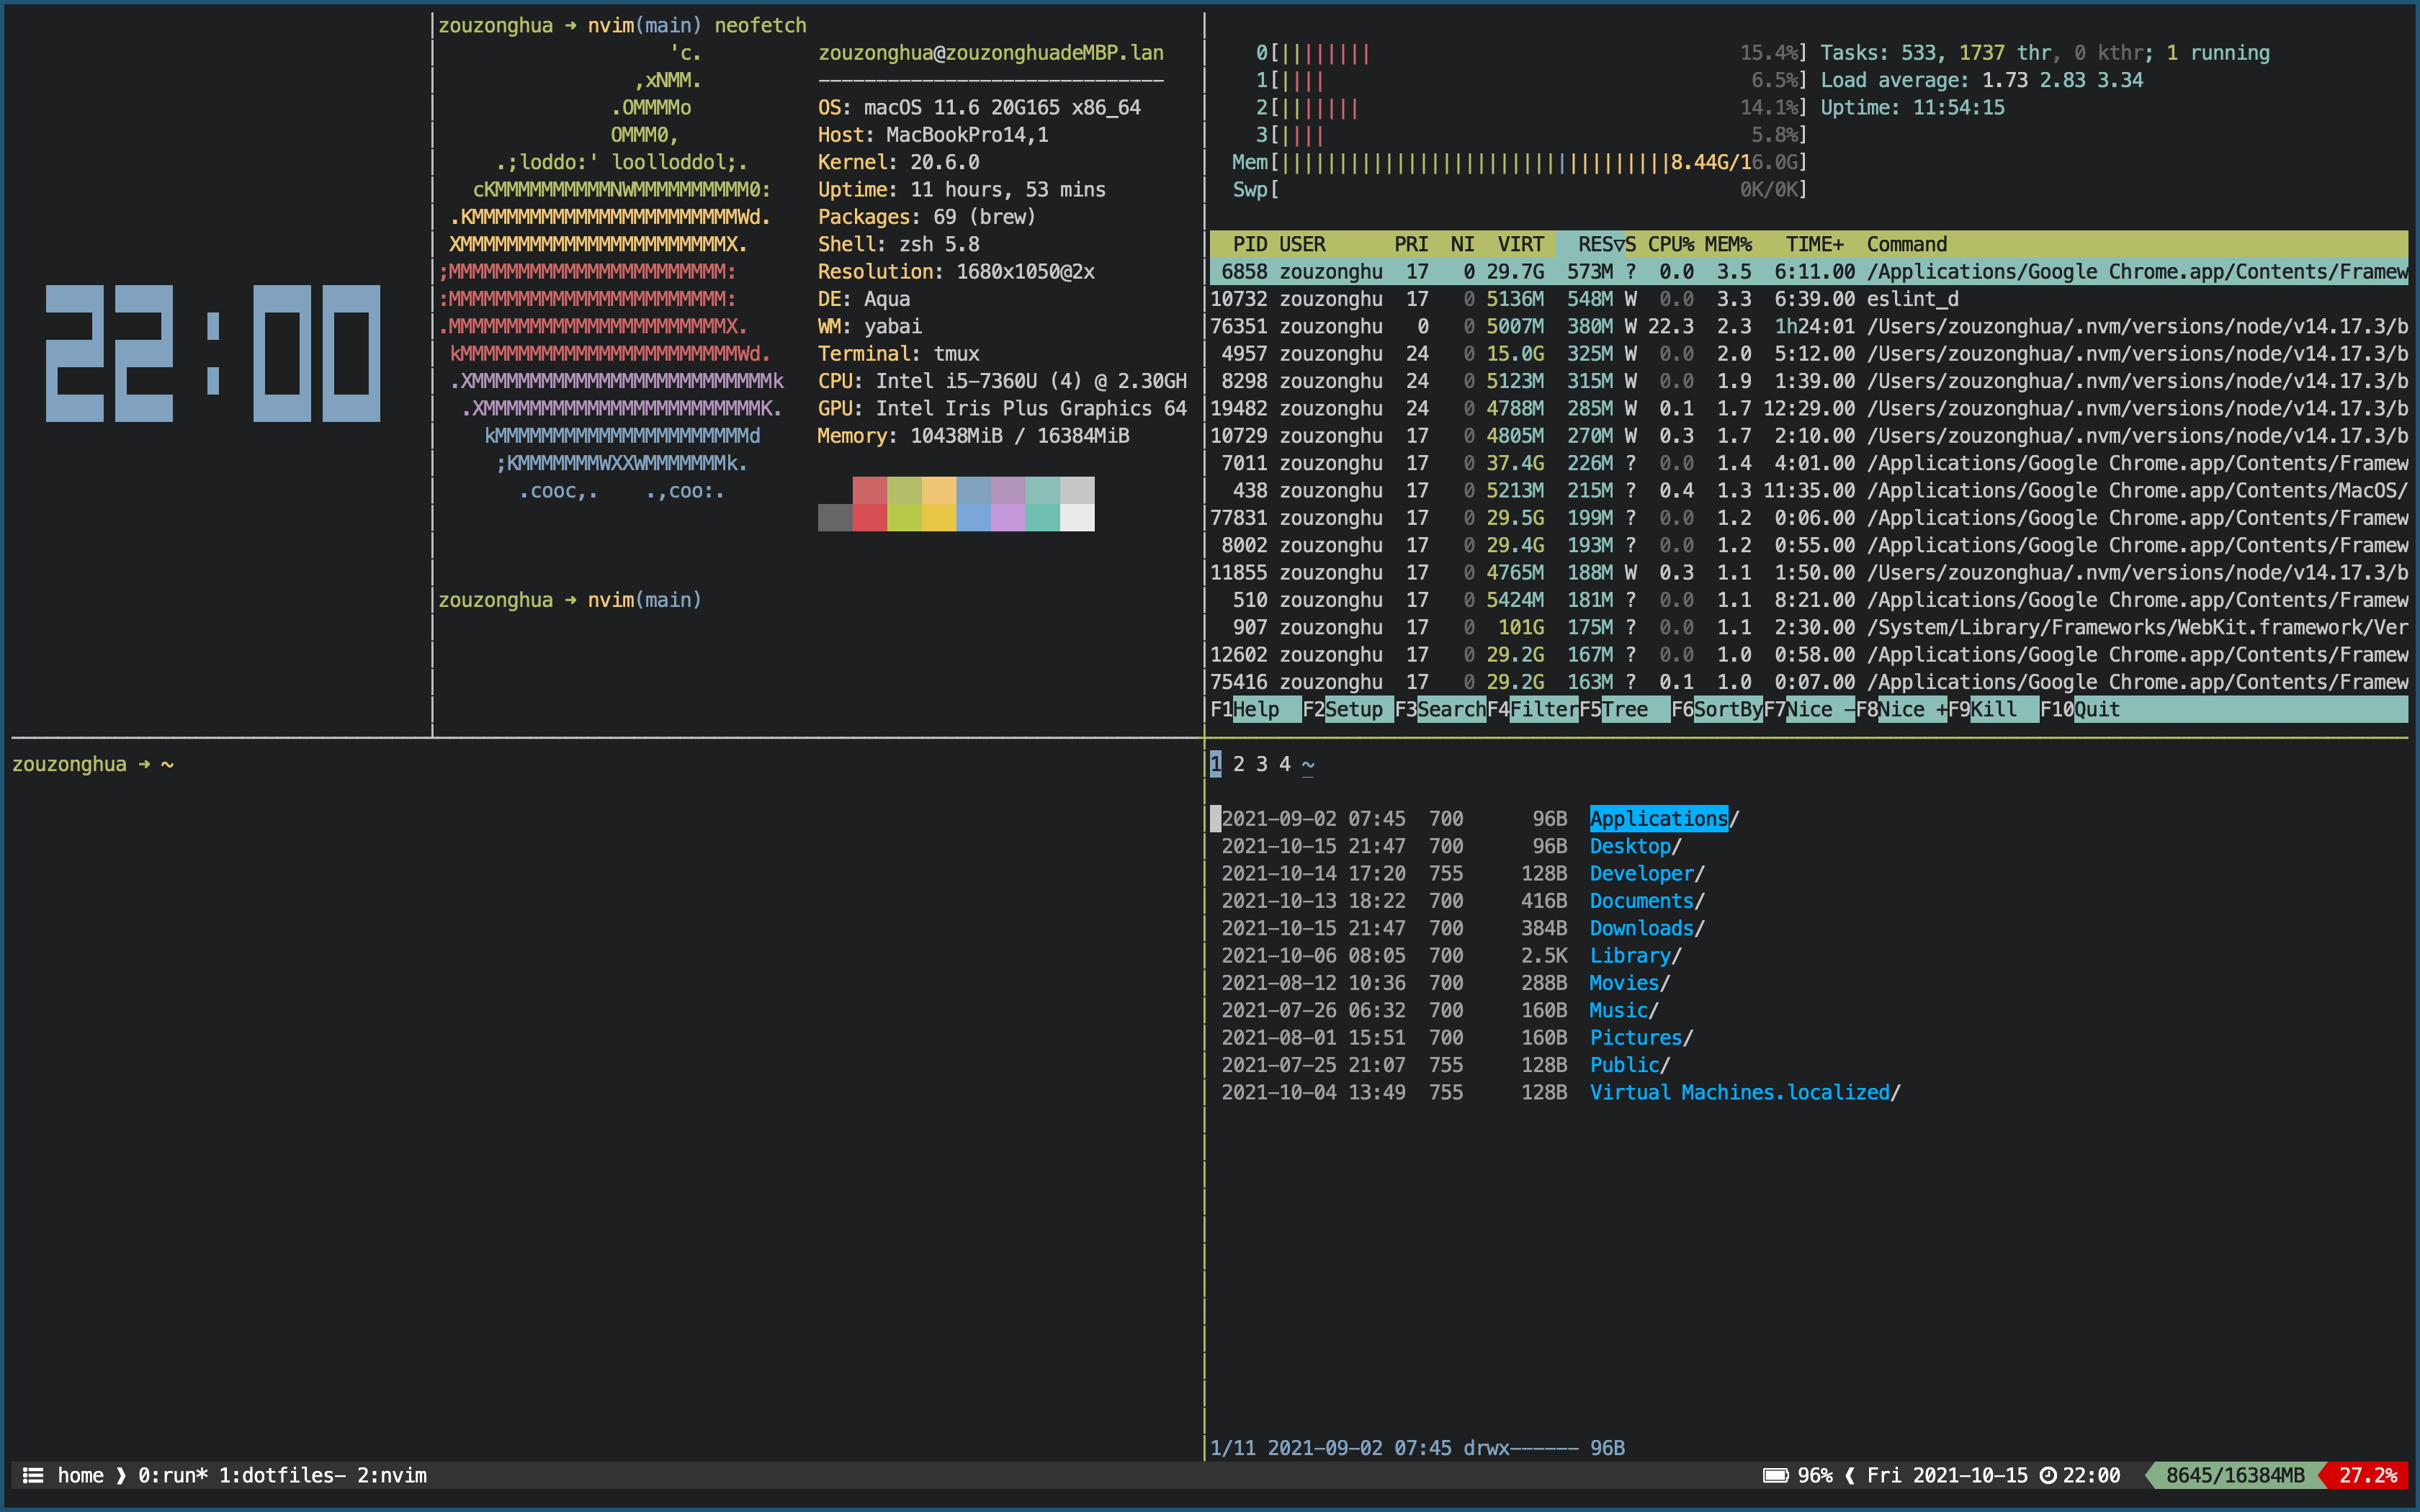 22:00
zouzonghua ➜ nvim(main) neofetch
'c.
,xNMM.
.OMMMMo
OMMM0,
.;loddo:' loolloddol;.
cKMMMMMMMMMMNWMMMMMMMMMM0:
.KMMMMMMMMMMMMMMMMMMMMMMMWd.
XMMMMMMMMMMMMMMMMMMMMMMMX.
;MMMMMMMMMMMMMMMMMMMMMMMM:
:MMMMMMMMMMMMMMMMMMMMMMMM:
.MMMMMMMMMMMMMMMMMMMMMMMMX.
kMMMMMMMMMMMMMMMMMMMMMMMMWd.
.XMMMMMMMMMMMMMMMMMMMMMMMMMMk
.XMMMMMMMMMMMMMMMMMMMMMMMMK.
kMMMMMMMMMMMMMMMMMMMMMMd
;KMMMMMMMWXXWMMMMMMMk.
.cooc,.    .,coo:.
zouzonghua@zouzonghuadeMBP.lan
------------------------------
OS: macOS 11.6 20G165 x86_64
Host: MacBookPro14,1
Kernel: 20.6.0
Uptime: 11 hours, 53 mins
Packages: 69 (brew)
Shell: zsh 5.8
Resolution: 1680x1050@2x
DE: Aqua
WM: yabai
Terminal: tmux
CPU: Intel i5-7360U (4) @ 2.30GH
GPU: Intel Iris Plus Graphics 64
Memory: 10438MiB / 16384MiB
zouzonghua ➜ nvim(main)
0[|||||||| 15.4%] Tasks: 533, 1737 thr, 0 kthr; 1 running
1[|||| 6.5%] Load average: 1.73 2.83 3.34
2[||||||| 14.1%] Uptime: 11:54:15
3[|||| 5.8%]
Mem[||||||||||||||||||||||||||||||||||8.44G/16.0G]
Swp[ 0K/0K]
PID USER PRI NI VIRT RES▽S CPU% MEM% TIME+ Command
6858 zouzonghu 17 0 29.7G 573M ? 0.0 3.5 6:11.00 /Applications/Google Chrome.app/Contents/Framew
10732 zouzonghu 17 0 5136M 548M W 0.0 3.3 6:39.00 eslint_d
76351 zouzonghu 0 0 5007M 380M W 22.3 2.3 1h24:01 /Users/zouzonghua/.nvm/versions/node/v14.17.3/b
4957 zouzonghu 24 0 15.0G 325M W 0.0 2.0 5:12.00 /Users/zouzonghua/.nvm/versions/node/v14.17.3/b
8298 zouzonghu 24 0 5123M 315M W 0.0 1.9 1:39.00 /Users/zouzonghua/.nvm/versions/node/v14.17.3/b
19482 zouzonghu 24 0 4788M 285M W 0.1 1.7 12:29.00 /Users/zouzonghua/.nvm/versions/node/v14.17.3/b
10729 zouzonghu 17 0 4805M 270M W 0.3 1.7 2:10.00 /Users/zouzonghua/.nvm/versions/node/v14.17.3/b
7011 zouzonghu 17 0 37.4G 226M ? 0.0 1.4 4:01.00 /Applications/Google Chrome.app/Contents/Framew
438 zouzonghu 17 0 5213M 215M ? 0.4 1.3 11:35.00 /Applications/Google Chrome.app/Contents/MacOS/
77831 zouzonghu 17 0 29.5G 199M ? 0.0 1.2 0:06.00 /Applications/Google Chrome.app/Contents/Framew
8002 zouzonghu 17 0 29.4G 193M ? 0.0 1.2 0:55.00 /Applications/Google Chrome.app/Contents/Framew
11855 zouzonghu 17 0 4765M 188M W 0.3 1.1 1:50.00 /Users/zouzonghua/.nvm/versions/node/v14.17.3/b
510 zouzonghu 17 0 5424M 181M ? 0.0 1.1 8:21.00 /Applications/Google Chrome.app/Contents/Framew
907 zouzonghu 17 0 101G 175M ? 0.0 1.1 2:30.00 /System/Library/Frameworks/WebKit.framework/Ver
12602 zouzonghu 17 0 29.2G 167M ? 0.0 1.0 0:58.00 /Applications/Google Chrome.app/Contents/Framew
75416 zouzonghu 17 0 29.2G 163M ? 0.1 1.0 0:07.00 /Applications/Google Chrome.app/Contents/Framew
F1Help F2Setup F3SearchF4FilterF5Tree F6SortByF7Nice -F8Nice +F9Kill F10Quit
zouzonghua ➜ ~
1 2 3 4 ~
2021-09-02 07:45 700 96B Applications/
2021-10-15 21:47 700 96B Desktop/
2021-10-14 17:20 755 128B Developer/
2021-10-13 18:22 700 416B Documents/
2021-10-15 21:47 700 384B Downloads/
2021-10-06 08:05 700 2.5K Library/
2021-08-12 10:36 700 288B Movies/
2021-07-26 06:32 700 160B Music/
2021-08-01 15:51 700 160B Pictures/
2021-07-25 21:07 755 128B Public/
2021-10-04 13:49 755 128B Virtual Machines.localized/
1/11 2021-09-02 07:45 drwx------ 96B
home ❱ 0:run* 1:dotfiles- 2:nvim
96% ❰ Fri 2021-10-15 22:00 8645/16384MB 27.2%